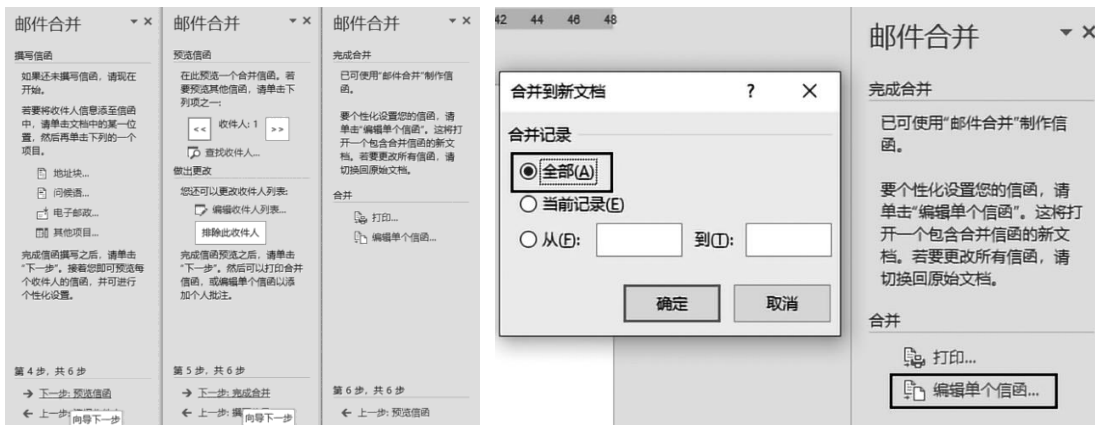 邮件合并
撰写信函
如果还未撰写信函，请现在
开始。
若要将收件人信息添至信函
中，请单击文档中的某一位
置，然后再单击下列的一个
项目。
地址块...
问候语...
电子邮政...
其他项目...
完成信函撰写之后，请单击
"下一步"。接着您即可预览每
个收件人的信函，并可进行
个性化设置。
第 4 步，共 6 步
→ 下一步: 预览信函
← 上一步:
向导下一步
邮件合并
预览信函
在此预览一个合并信函。若
要预览其他信函，请单击下
列项之一:
<< 收件人: 1 >>
查找收件人...
做出更改
您还可以更改收件人列表:
编辑收件人列表...
排除此收件人
完成信函预览之后，请单击
"下一步"。然后可以打印合并
信函，或编辑单个信函以添
加个人批注。
第 5 步，共 6 步
→ 下一步: 完成合并
← 上一步: 撰
向导下一步
邮件合并
完成合并
已可使用"邮件合并"制作信
函。
要个性化设置您的信函，请
单击"编辑单个信函"。这将打
开一个包含合并信函的新文
档。若要更改所有信函，请
切换回原始文档。
合并
打印...
编辑单个信函...
第 6 步，共 6 步
← 上一步: 预览信函
42 44 46 48
合并到新文档 ? ×
合并记录
全部(A)
当前记录(E)
从(F): 到(T):
确定 取消
邮件合并
完成合并
已可使用"邮件合并"制作信
函。
要个性化设置您的信函，请
单击"编辑单个信函"。这将打
开一个包含合并信函的新文
档。若要更改所有信函，请
切换回原始文档。
合并
打印...
编辑单个信函...